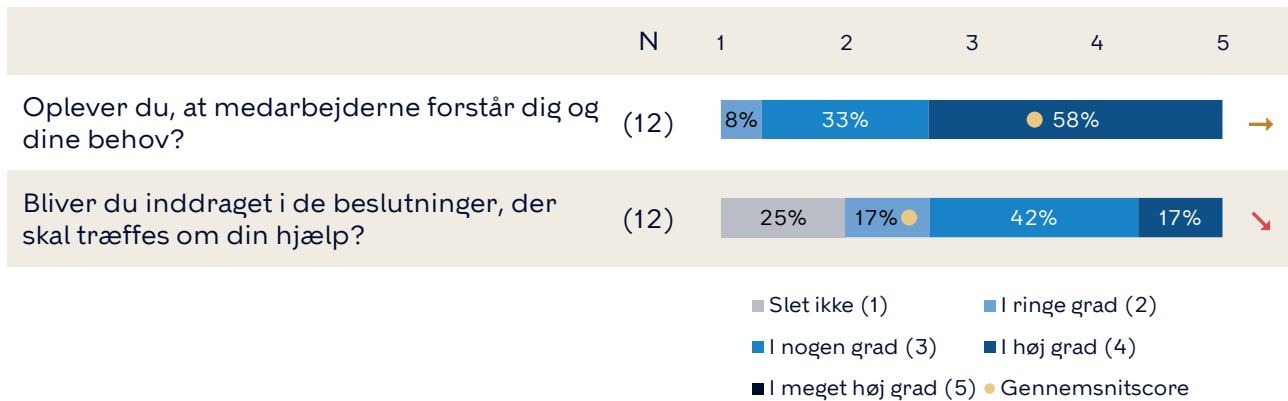 N 1 2 3 4 5
Oplever du, at medarbejderne forstår dig og
dine behov?
(12) 8% 33% 58% →
Bliver du inddraget i de beslutninger, der
skal træffes om din hjælp?
(12) 25% 17% 42% 17% ↘
Slet ikke (1) I ringe grad (2)
I nogen grad (3) I høj grad (4)
I meget høj grad (5) Gennemsnitscore